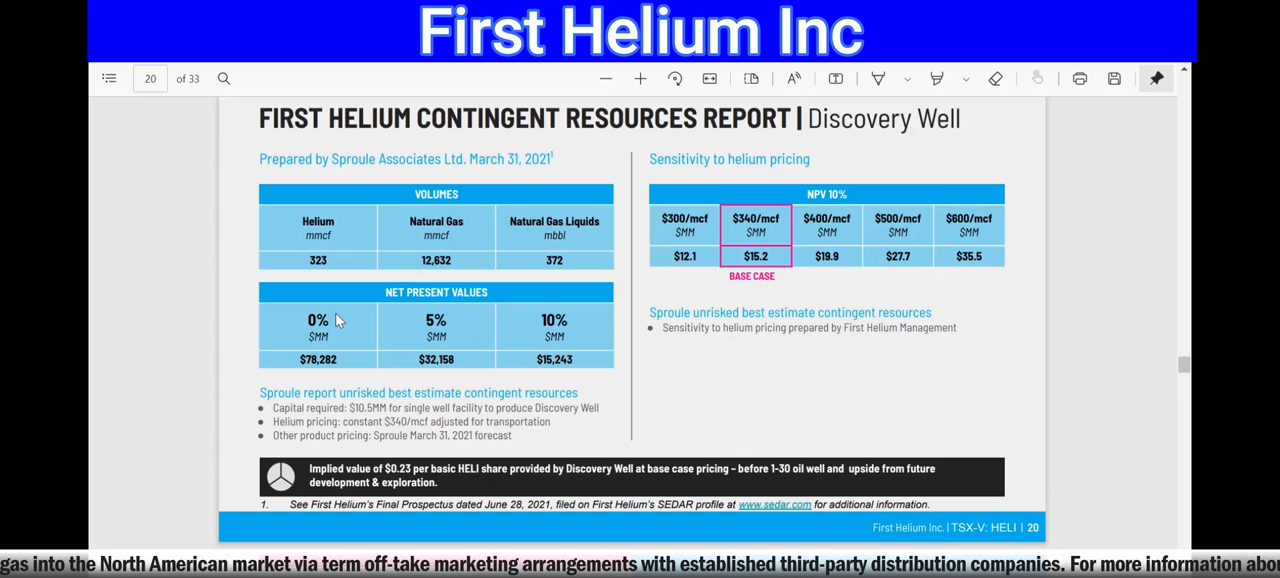 First Helium Inc
20 of 33
FIRST HELIUM CONTINGENT RESOURCES REPORT | Discovery Well
Prepared by Sproule Associates Ltd. March 31, 2021¹
VOLUMES
Helium Natural Gas Natural Gas Liquids
mmcf mmcf mbbl
323 12,632 372
NET PRESENT VALUES
0% 5% 10%
$MM $MM $MM
$78,282 $32,158 $15,243
Sproule report unrisked best estimate contingent resources
● Capital required: $10.5MM for single well facility to produce Discovery Well
● Helium pricing: constant $340/mcf adjusted for transportation
● Other product pricing: Sproule March 31, 2021 forecast
Sensitivity to helium pricing
NPV 10%
$300/mcf $340/mcf $400/mcf $500/mcf $600/mcf
$MM $MM $MM $MM $MM
$12.1 $15.2 $19.9 $27.7 $35.5
BASE CASE
Sproule unrisked best estimate contingent resources
● Sensitivity to helium pricing prepared by First Helium Management
Implied value of $0.23 per basic HELI share provided by Discovery Well at base case pricing – before 1-30 oil well and upside from future
development & exploration.
1. See First Helium's Final Prospectus dated June 28, 2021, filed on First Helium's SEDAR profile at www.sedar.com for additional information.
First Helium Inc. | TSX-V: HELI | 20
gas into the North American market via term off-take marketing arrangements with established third-party distribution companies. For more information abo